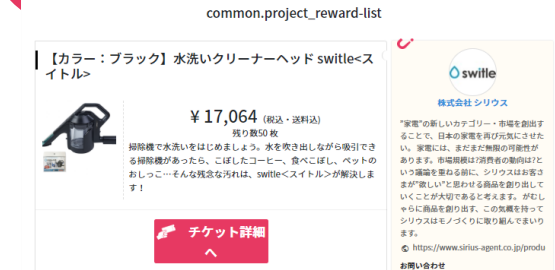 common.project_reward-list
【カラー：ブラック】水洗いクリーナーヘッド switle<ス
イトル>
¥ 17,064（税込・送料込）
残り数50 枚
掃除機で水洗いをはじめましょう。水を吹き出しながら吸引でき
る掃除機があったら、こぼしたコーヒー、食べこぼし、ペットの
おしっこ…そんな残念な汚れは、switle<スイトル>が解決しま
す！
チケット詳細
へ
switle
株式会社 シリウス
"家電"の新しいカテゴリー・市場を創出す
ることで、日本の家電を再び元気にさせた
い。 家電には、まだまだ無限の可能性が
あります。市場規模は?消費者の動向は?と
いう議論を重ねる前に、シリウスはお客さ
まが"欲しい"と思わせる商品を創り出して
いくことが大切であると考えます。 がむし
ゃらに商品を創り出す、この気概を持って
シリウスはモノづくりに取り組んでまいり
ます。
https://www.sirius-agent.co.jp/produ
お問い合わせ